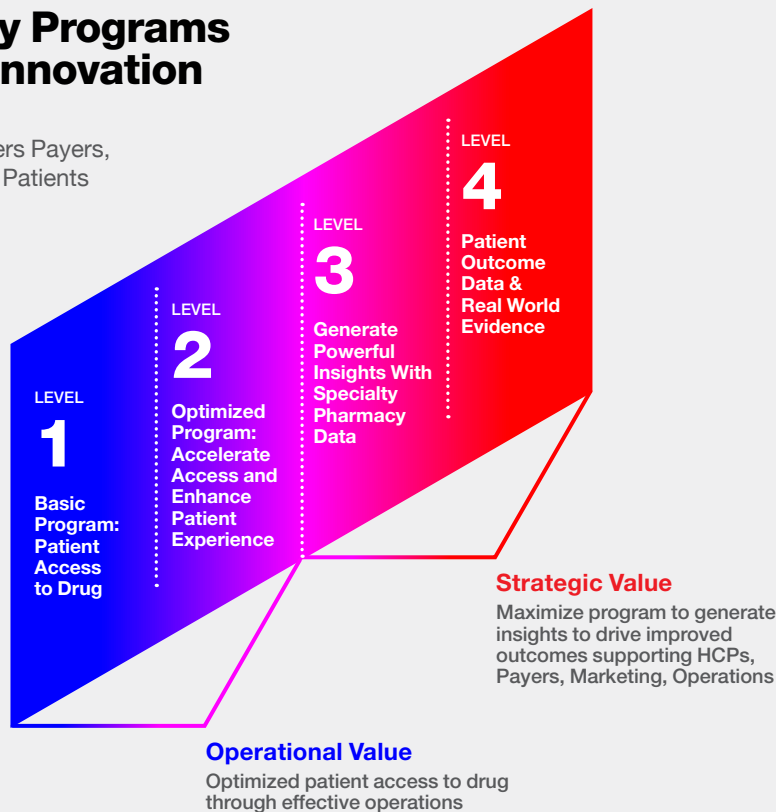 y Programs
nnovation
ers Payers,
Patients
LEVEL
1
Basic
Program:
Patient
Access
to Drug
LEVEL
2
Optimized
Program:
Accelerate
Access and
Enhance
Patient
Experience
LEVEL
3
Generate
Powerful
Insights With
Specialty
Pharmacy
Data
LEVEL
4
Patient
Outcome
Data &
Real World
Evidence
Strategic Value
Maximize program to generate
insights to drive improved
outcomes supporting HCPs,
Payers, Marketing, Operations
Operational Value
Optimized patient access to drug
through effective operations